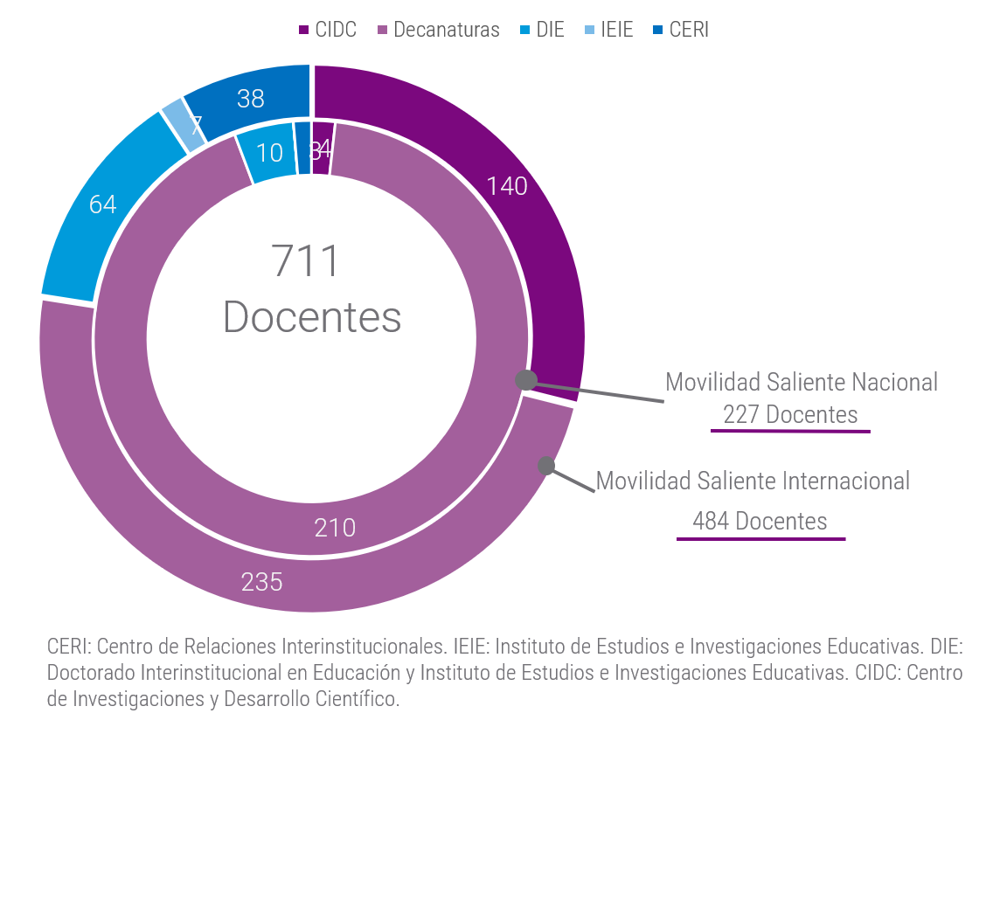 CIDC Decanaturas DIE IEIE CERI
38
7
3
4
10
140
64
711
Docentes
Movilidad Saliente Nacional
227 Docentes
Movilidad Saliente Internacional
484 Docentes
210
235
CERI: Centro de Relaciones Interinstitucionales. IEIE: Instituto de Estudios e Investigaciones Educativas. DIE:
Doctorado Interinstitucional en Educación y Instituto de Estudios e Investigaciones Educativas. CIDC: Centro
de Investigaciones y Desarrollo Científico.